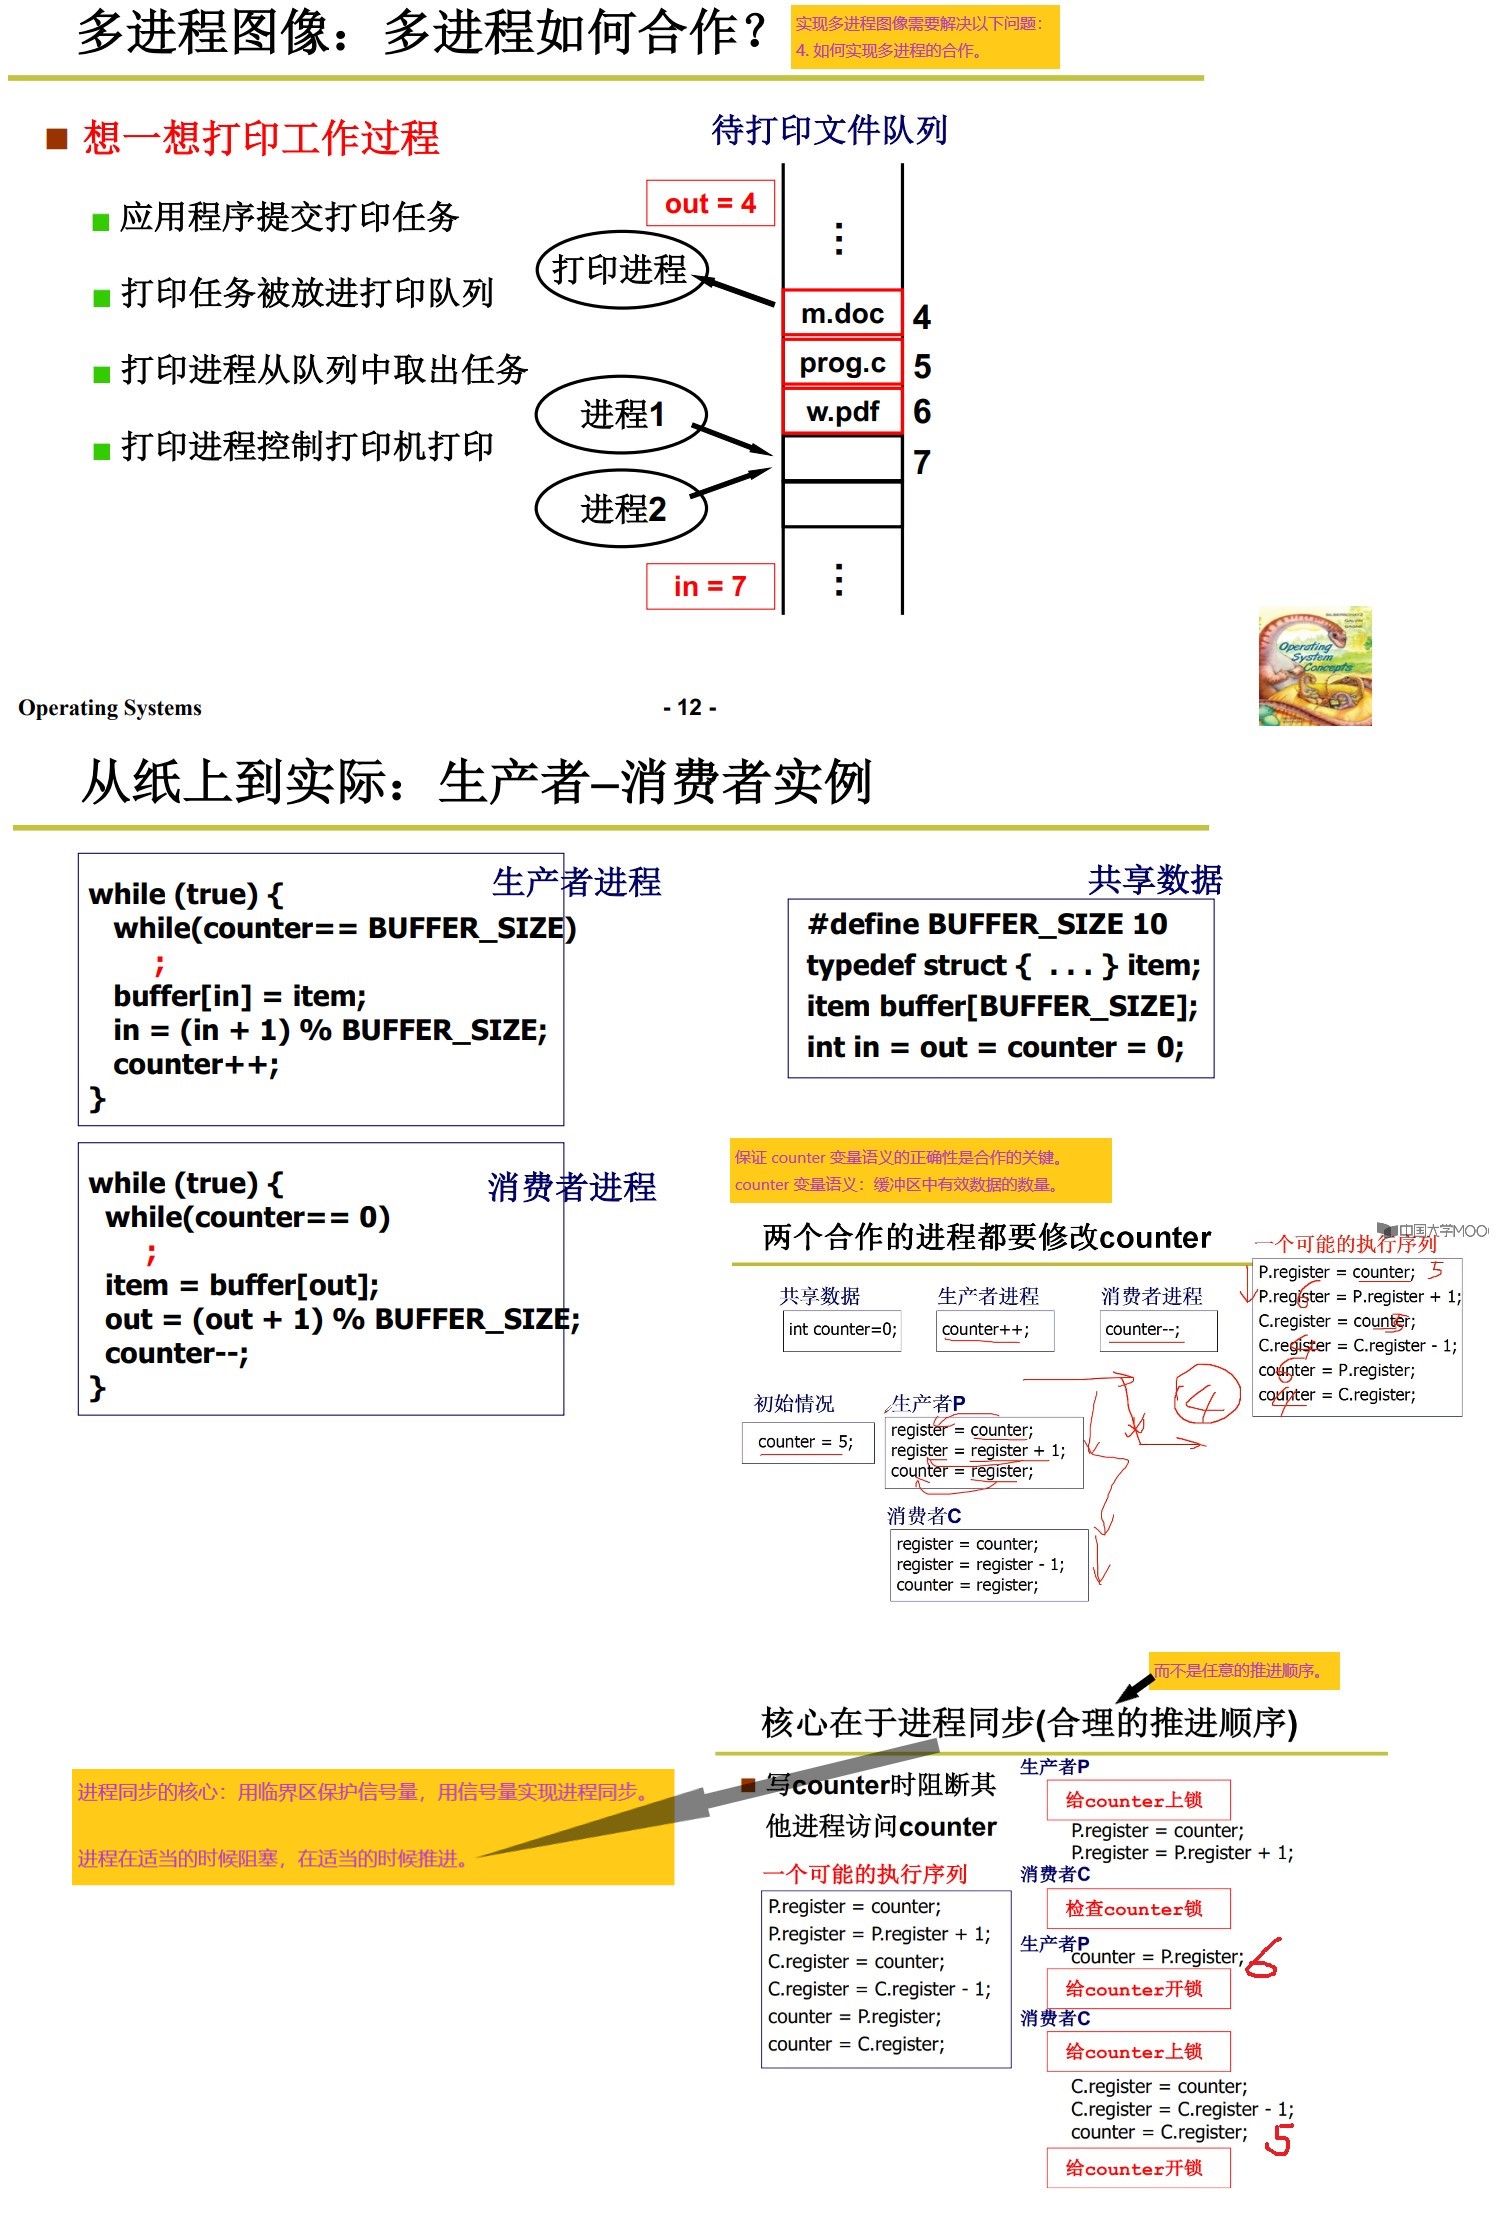 多进程图像：多进程如何合作？
实现多进程图像需要解决以下问题：
4. 如何实现多进程的合作。
想一想打印工作过程
应用程序提交打印任务
打印任务被放进打印队列
打印进程从队列中取出任务
打印进程控制打印机打印
待打印文件队列
out = 4
打印进程
m.doc 4
prog.c 5
进程1
w.pdf 6
7
进程2
in = 7
Operating System Concepts
Operating Systems
- 12 -
从纸上到实际：生产者–消费者实例
生产者进程
while (true) {
while(counter== BUFFER_SIZE)
;
buffer[in] = item;
in = (in + 1) % BUFFER_SIZE;
counter++;
}
共享数据
#define BUFFER_SIZE 10
typedef struct { . . . } item;
item buffer[BUFFER_SIZE];
int in = out = counter = 0;
消费者进程
while (true) {
while(counter== 0)
;
item = buffer[out];
out = (out + 1) % BUFFER_SIZE;
counter--;
}
保证 counter 变量语义的正确性是合作的关键。
counter 变量语义：缓冲区中有效数据的数量。
两个合作的进程都要修改counter
中国大学MOO
共享数据
int counter=0;
生产者进程
counter++;
消费者进程
counter--;
初始情况
counter = 5;
生产者P
register = counter;
register = register + 1;
counter = register;
消费者C
register = counter;
register = register - 1;
counter = register;
4
一个可能的执行序列
P.register = counter; 5
P.register = P.register + 1;
6
C.register = counter;
5
C.register = C.register - 1;
4
counter = P.register;
6
counter = C.register;
4
而不是任意的推进顺序。
核心在于进程同步(合理的推进顺序)
进程同步的核心：用临界区保护信号量，用信号量实现进程同步。
进程在适当的时候阻塞，在适当的时候推进。
写counter时阻断其
他进程访问counter
一个可能的执行序列
P.register = counter;
P.register = P.register + 1;
C.register = counter;
C.register = C.register - 1;
counter = P.register;
counter = C.register;
生产者P
给counter上锁
P.register = counter;
P.register = P.register + 1;
消费者C
检查counter锁
生产者P
counter = P.register; 6
给counter开锁
消费者C
给counter上锁
C.register = counter;
C.register = C.register - 1;
counter = C.register; 5
给counter开锁